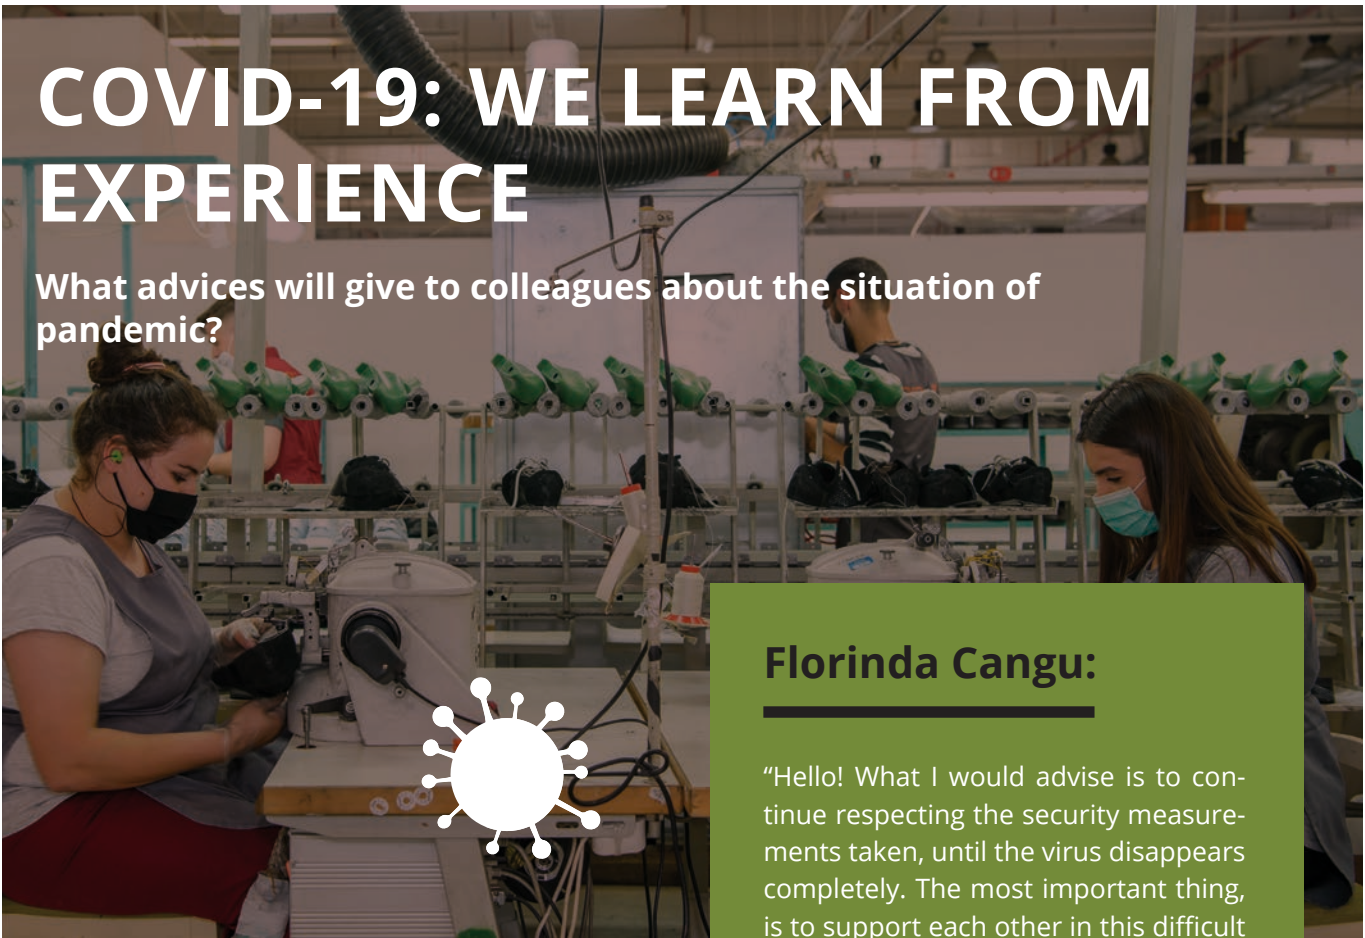 COVID-19: WE LEARN FROM
EXPERIENCE
What advices will give to colleagues about the situation of
pandemic?
Florinda Cangu:
“Hello! What I would advise is to con-
tinue respecting the security measure-
ments taken, until the virus disappears
completely. The most important thing,
is to support each other in this difficult